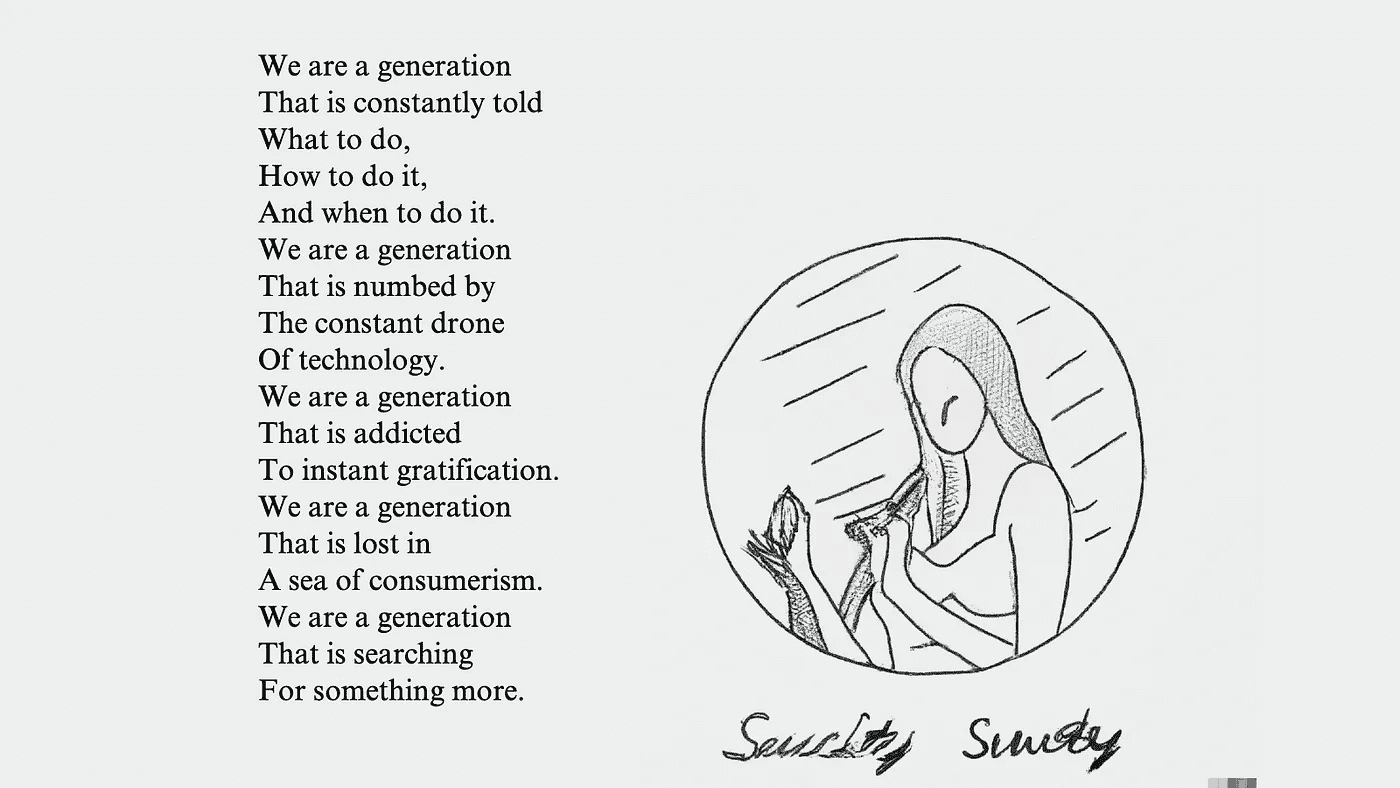 We are a generation
That is constantly told
What to do,
How to do it,
And when to do it.
We are a generation
That is numbed by
The constant drone
Of technology.
We are a generation
That is addicted
To instant gratification.
We are a generation
That is lost in
A sea of consumerism.
We are a generation
That is searching
For something more.